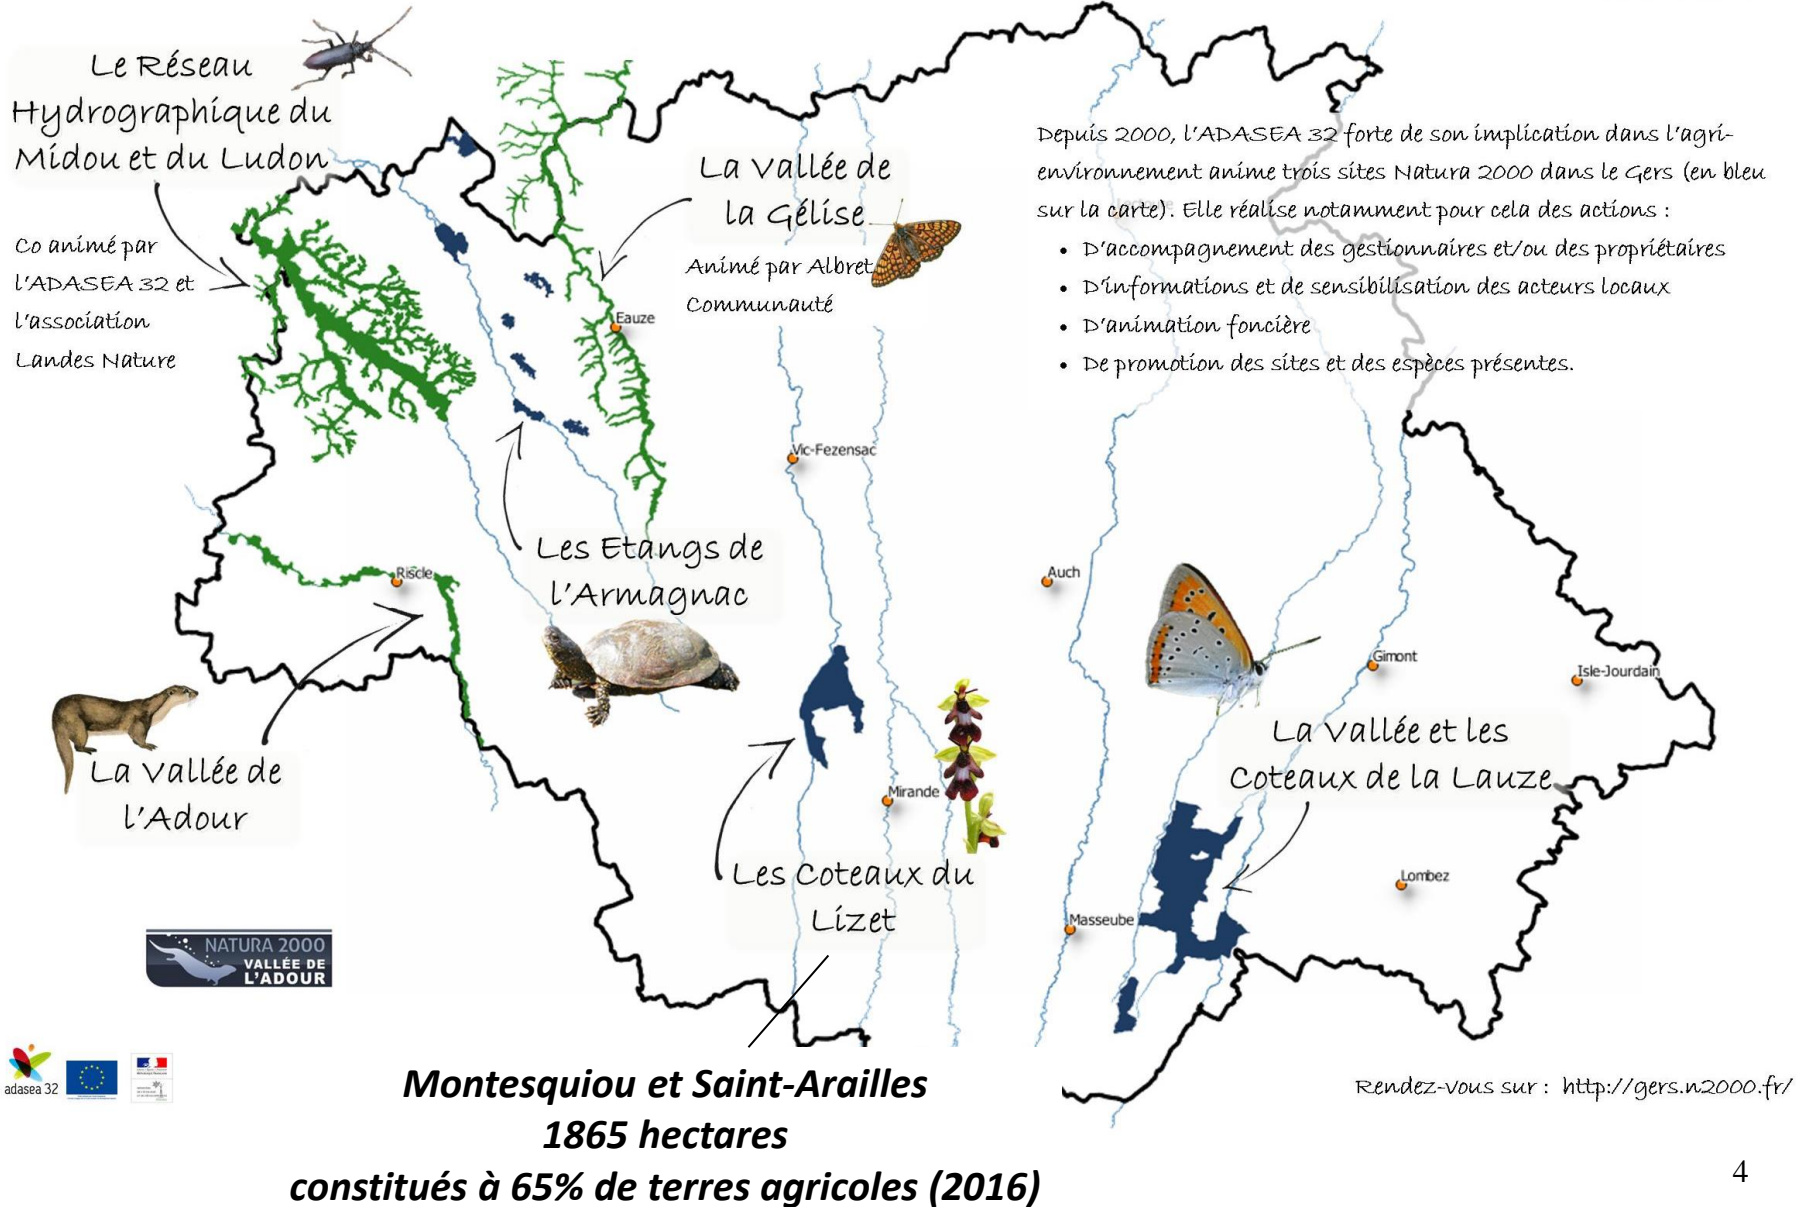 Le Réseau
Hydrographique du
Midou et du Ludon
Co animé par
l'ADASEA 32 et
l'association
Landes Nature
La Vallée de
la Gélise
Animé par Albret
Communauté
Depuis 2000, l'ADASEA 32 forte de son implication dans l'agri-
environnement anime trois sites Natura 2000 dans le Gers (en bleu
sur la carte). Elle réalise notamment pour cela des actions :
• D'accompagnement des gestionnaires et/ou des propriétaires
• D'informations et de sensibilisation des acteurs locaux
• D'animation foncière
• De promotion des sites et des espèces présentes.
Eauze
Vic-Fezensac
Les Etangs de
l'Armagnac
Riscle
Auch
Gimont
Isle-Jourdain
La Vallée de
l'Adour
La Vallée et les
Coteaux de la Lauze
Mirande
Les Coteaux du
Lizet
Lombez
Masseube
NATURA 2000
VALLÉE DE
L'ADOUR
adasea 32
Montesquiou et Saint-Arailles
1865 hectares
constitués à 65% de terres agricoles (2016)
Rendez-vous sur : http://gers.n2000.fr/
4